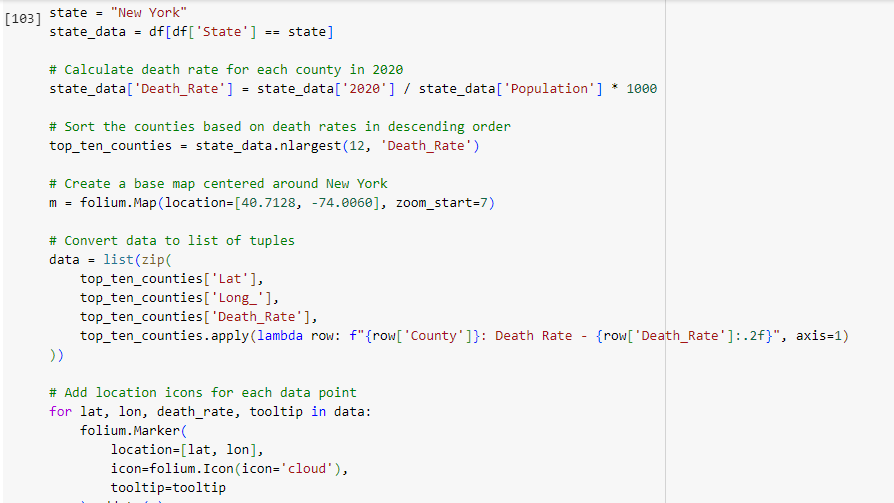 [103] state = "New York"
state_data = df[df['State'] == state]
# Calculate death rate for each county in 2020
state_data['Death_Rate'] = state_data['2020'] / state_data['Population'] * 1000
# Sort the counties based on death rates in descending order
top_ten_counties = state_data.nlargest(12, 'Death_Rate')
# Create a base map centered around New York
m = folium.Map(location=[40.7128, -74.0060], zoom_start=7)
# Convert data to list of tuples
data = list(zip(
top_ten_counties['Lat'],
top_ten_counties['Long_'],
top_ten_counties['Death_Rate'],
top_ten_counties.apply(lambda row: f"{row['County']}: Death Rate - {row['Death_Rate']:.2f}", axis=1)
))
# Add location icons for each data point
for lat, lon, death_rate, tooltip in data:
folium.Marker(
location=[lat, lon],
icon=folium.Icon(icon='cloud'),
tooltip=tooltip